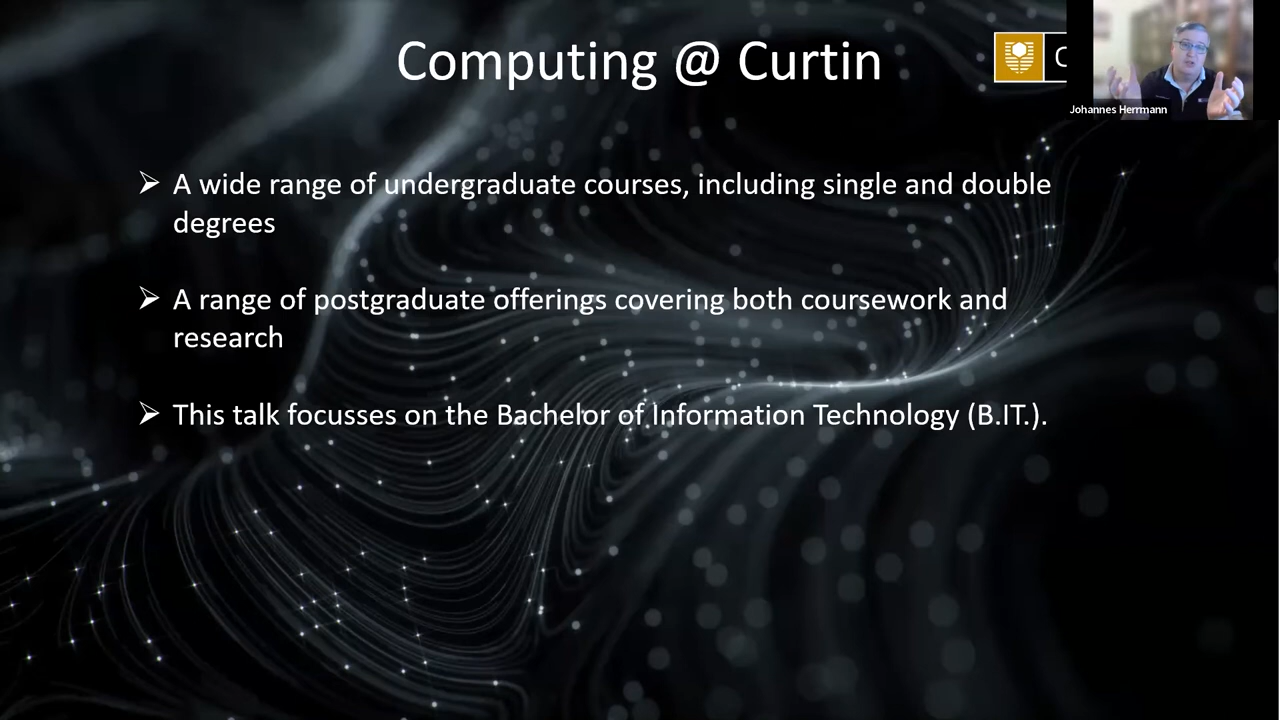 Computing @ Curtin
C
Johannes Herrmann
➢ A wide range of undergraduate courses, including single and double
degrees
➢ A range of postgraduate offerings covering both coursework and
research
➢ This talk focusses on the Bachelor of Information Technology (B.IT.).